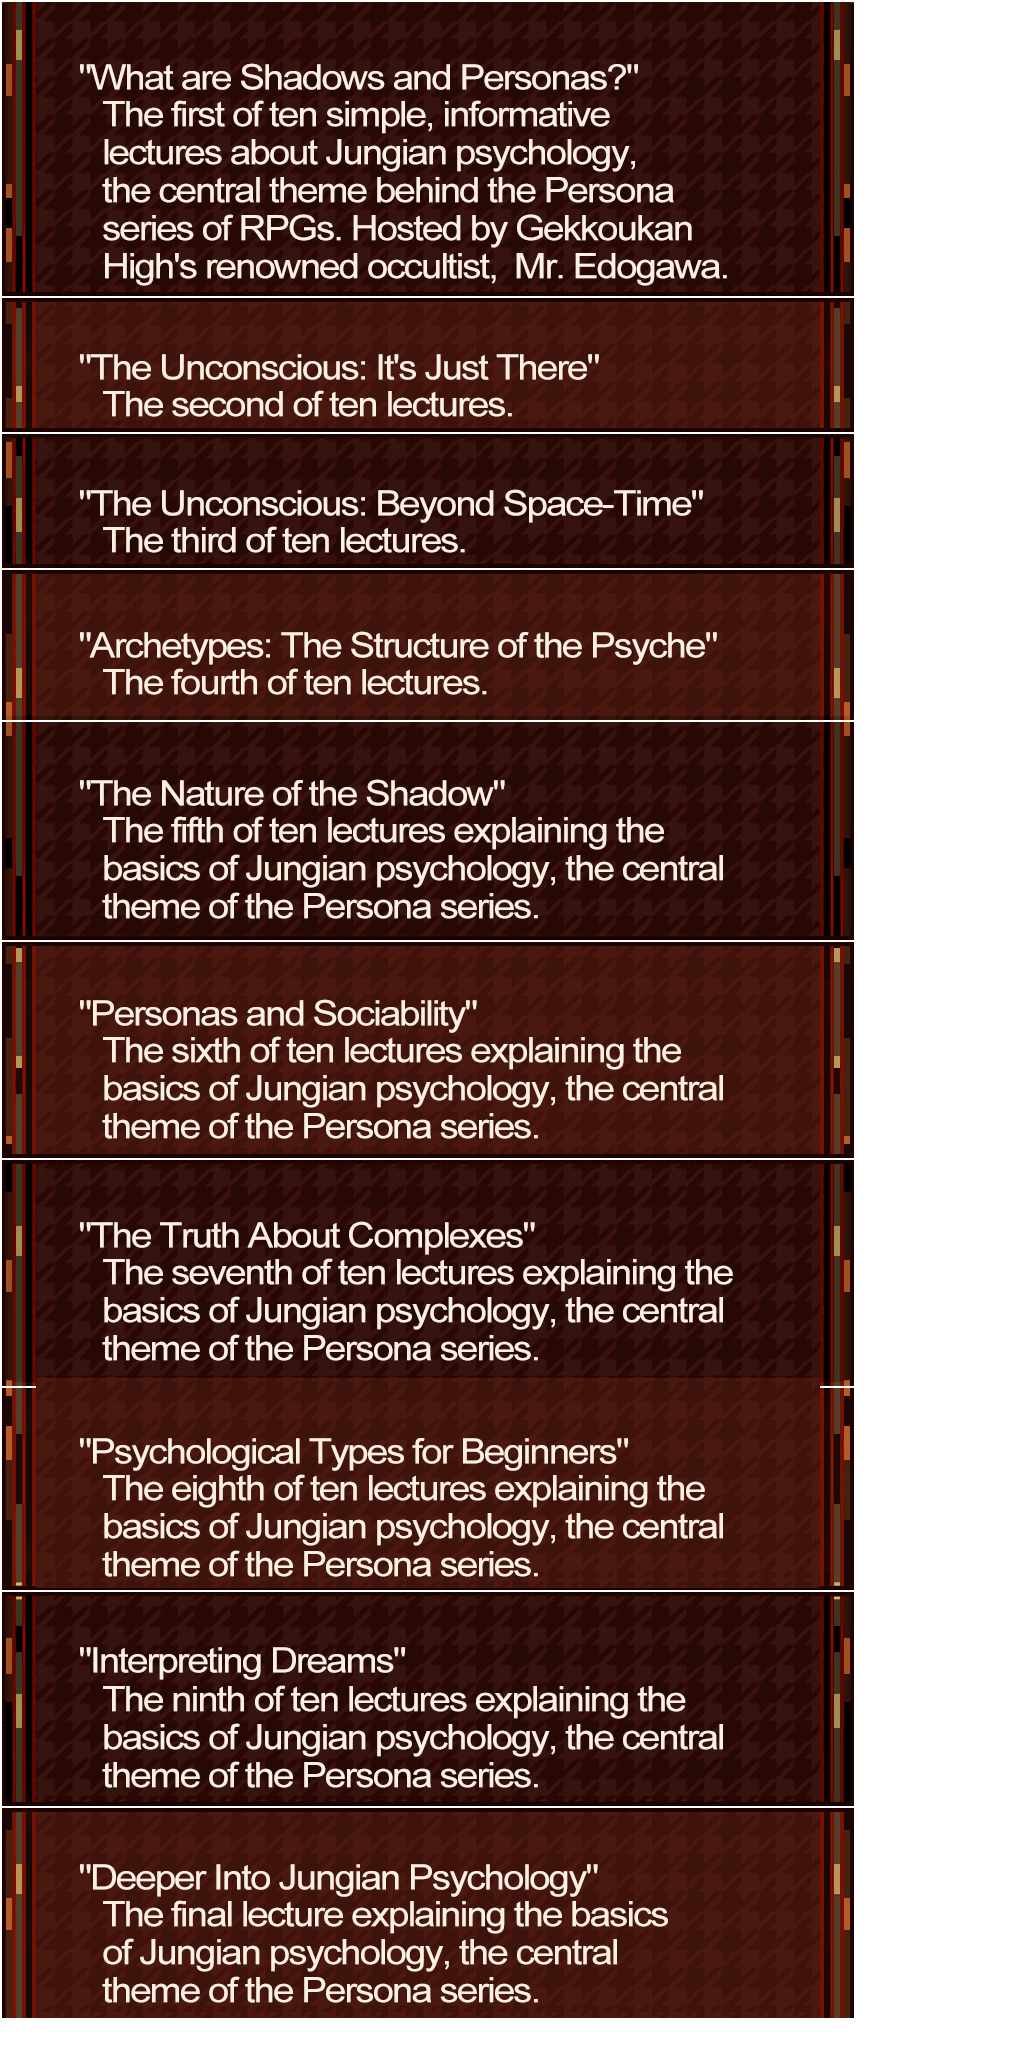 "What are Shadows and Personas?"
The first of ten simple, informative
lectures about Jungian psychology,
the central theme behind the Persona
series of RPGs. Hosted by Gekkoukan
High's renowned occultist,  Mr. Edogawa.
"The Unconscious: It's Just There"
The second of ten lectures.
"The Unconscious: Beyond Space-Time"
The third of ten lectures.
"Archetypes: The Structure of the Psyche"
The fourth of ten lectures.
"The Nature of the Shadow"
The fifth of ten lectures explaining the
basics of Jungian psychology, the central
theme of the Persona series.
"Personas and Sociability"
The sixth of ten lectures explaining the
basics of Jungian psychology, the central
theme of the Persona series.
"The Truth About Complexes"
The seventh of ten lectures explaining the
basics of Jungian psychology, the central
theme of the Persona series.
"Psychological Types for Beginners"
The eighth of ten lectures explaining the
basics of Jungian psychology, the central
theme of the Persona series.
"Interpreting Dreams"
The ninth of ten lectures explaining the
basics of Jungian psychology, the central
theme of the Persona series.
"Deeper Into Jungian Psychology"
The final lecture explaining the basics
of Jungian psychology, the central
theme of the Persona series.